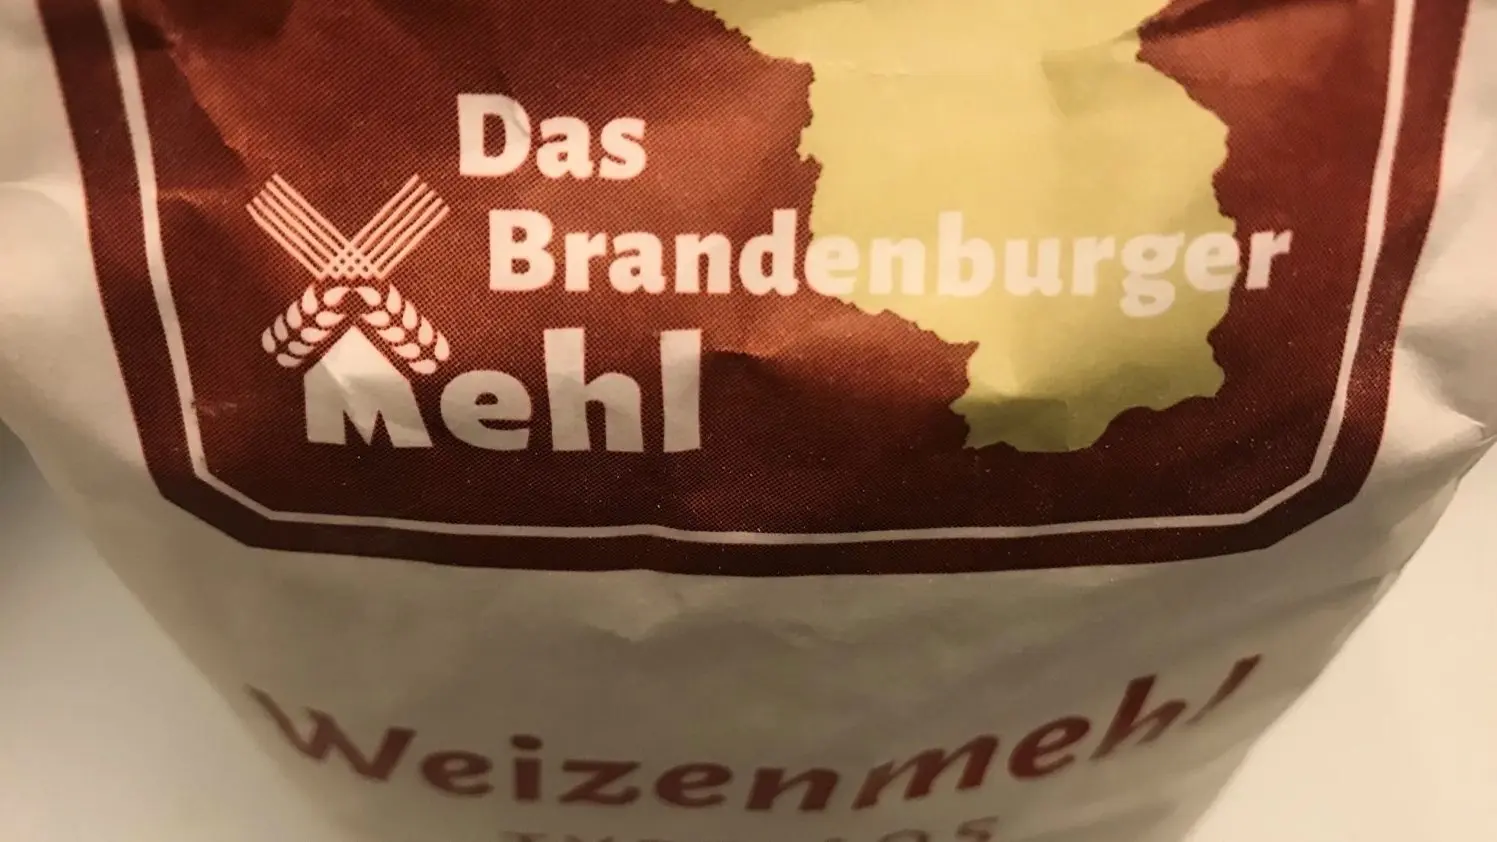 Das
Brandenburger
Mehl
Weizenmehl